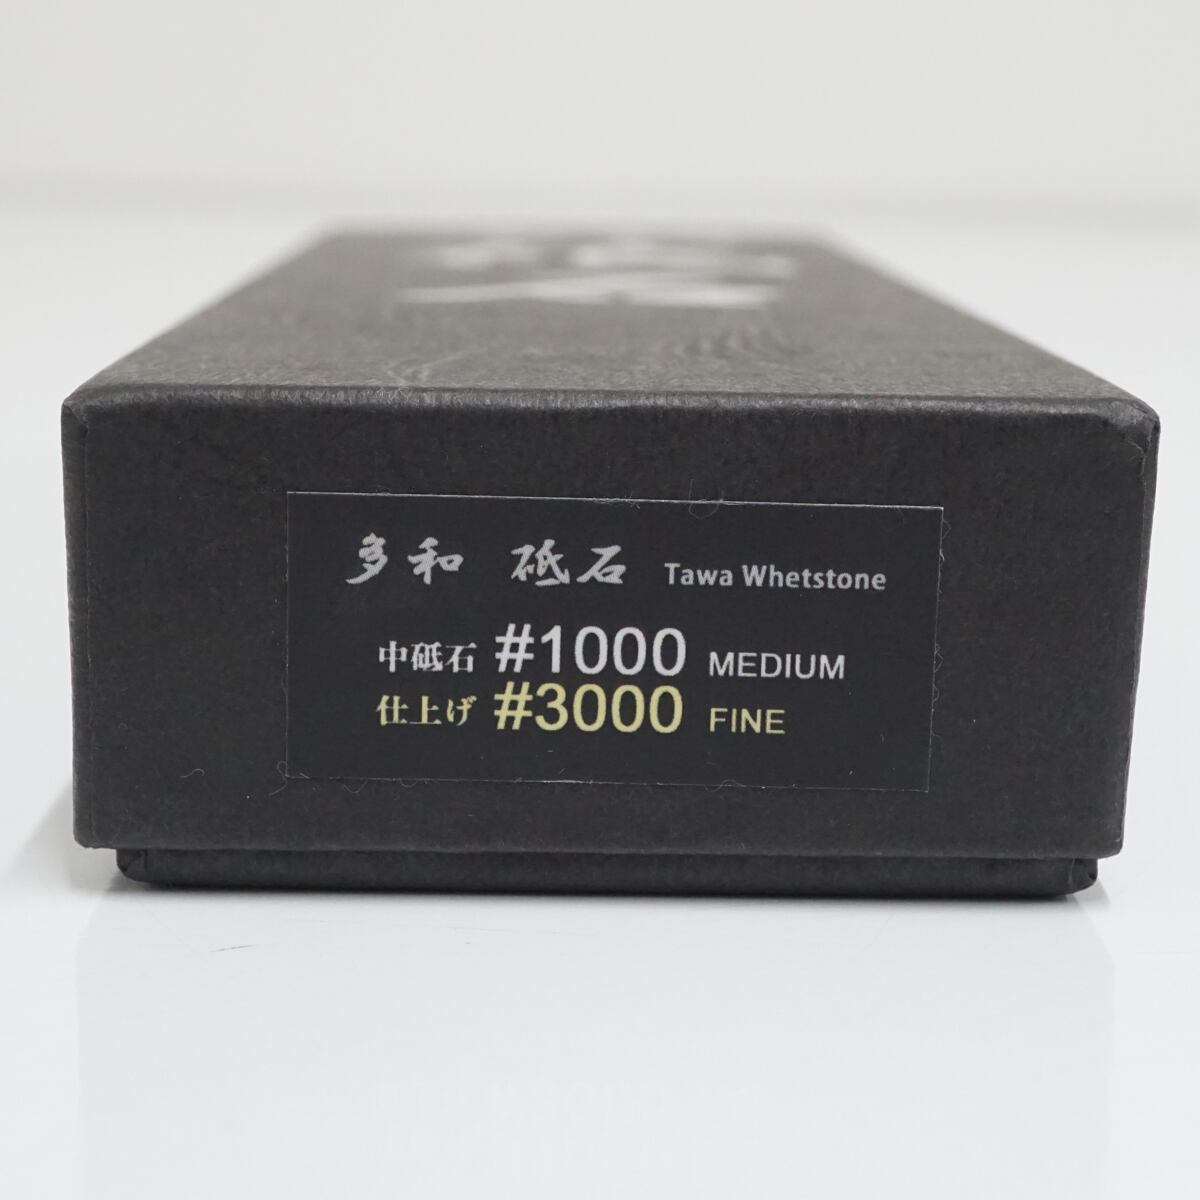 多和 砥石 Tawa Whetstone
中砥石 #1000 MEDIUM
仕上げ #3000 FINE